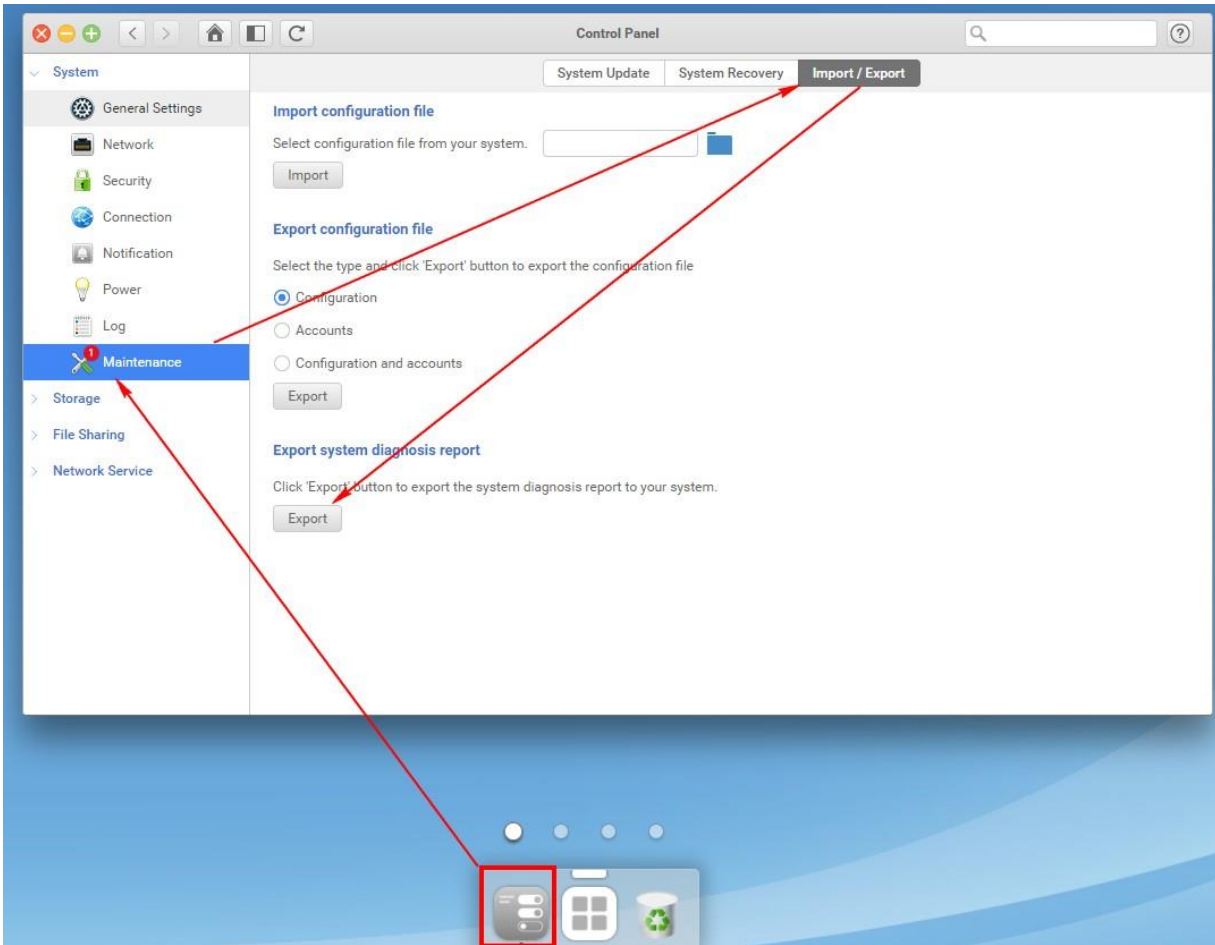 Control Panel
?
System
General Settings
Network
Security
Connection
Notification
Power
Log
1
Maintenance
Storage
File Sharing
Network Service
System Update System Recovery Import / Export
Import configuration file
Select configuration file from your system.
Import
Export configuration file
Select the type and click 'Export' button to export the configuration file
Configuration
Accounts
Configuration and accounts
Export
Export system diagnosis report
Click 'Export' button to export the system diagnosis report to your system.
Export